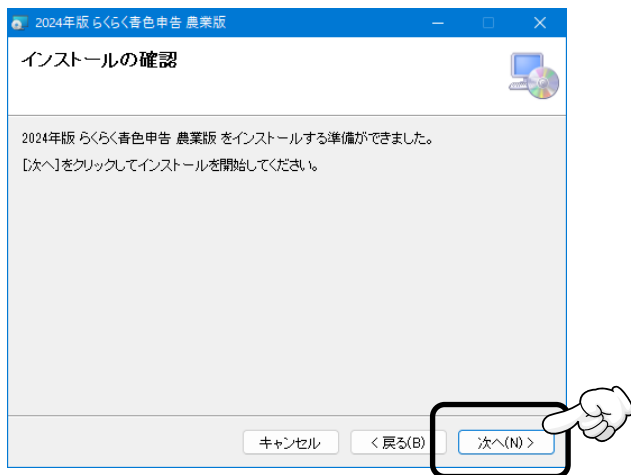 2024年版 らくらく青色申告 農業版
インストールの確認
2024年版 らくらく青色申告 農業版 をインストールする準備ができました。
[次へ]をクリックしてインストールを開始してください。
キャンセル < 戻る(B) 次へ(N) >